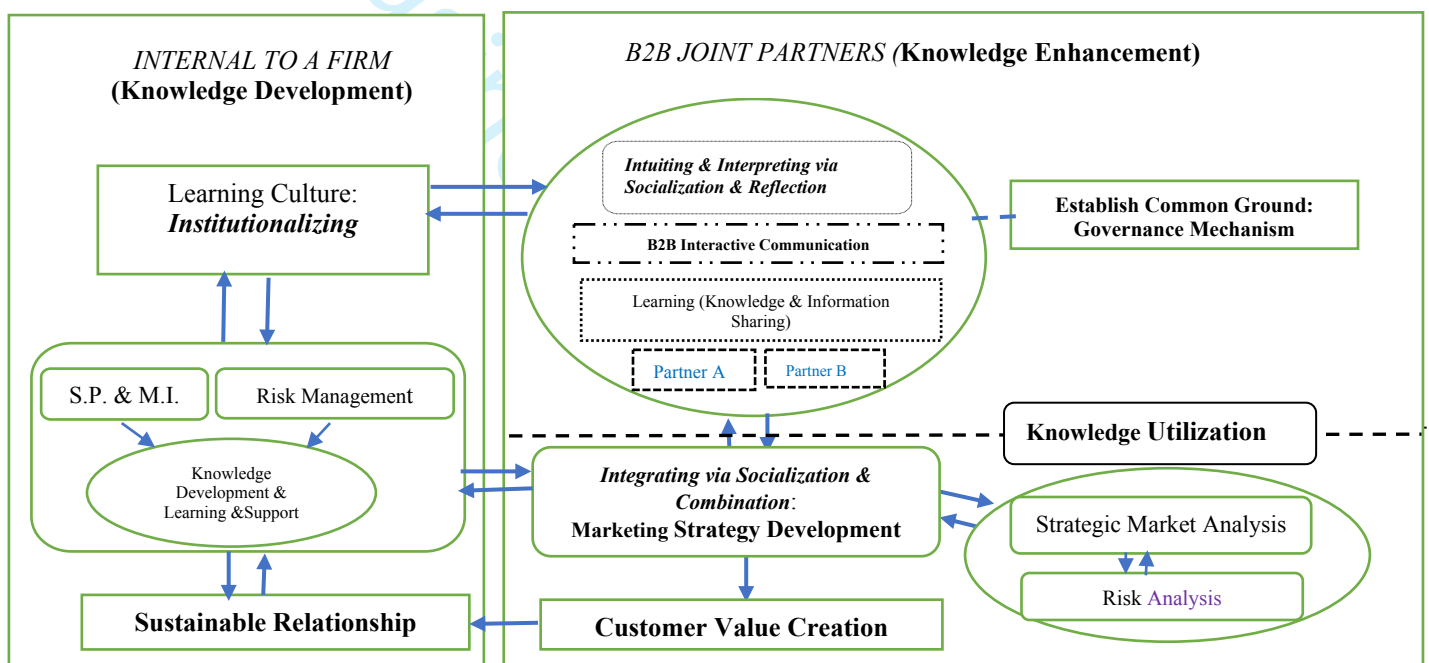 INTERNAL TO A FIRM
(Knowledge Development)
Learning Culture:
Institutionalizing
S.P. & M.I.
Risk Management
Knowledge
Development &
Learning &Support
Sustainable Relationship
B2B JOINT PARTNERS (Knowledge Enhancement)
Intuiting & Interpreting via
Socialization & Reflection
B2B Interactive Communication
Learning (Knowledge & Information
Sharing)
Partner A
Partner B
Establish Common Ground:
Governance Mechanism
Knowledge Utilization
Integrating via Socialization &
Combination:
Marketing Strategy Development
Strategic Market Analysis
Risk Analysis
Customer Value Creation